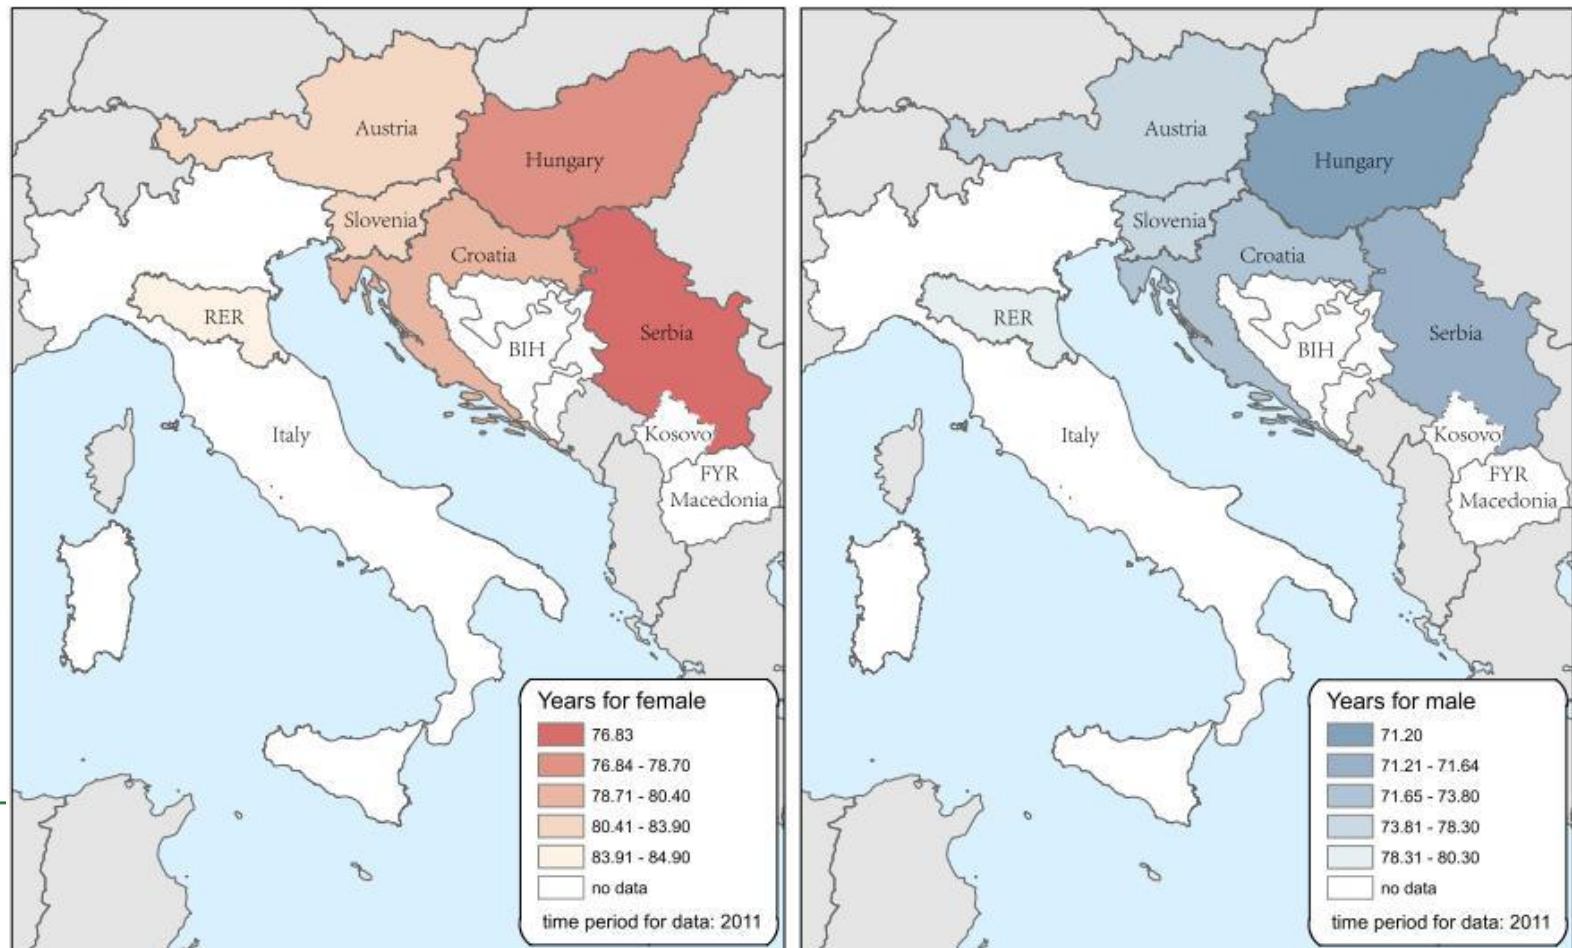 Austria
Hungary
Slovenia
Croatia
RER
BIH
Serbia
Italy
Kosovo
FYR
Macedonia
Years for female
76.83
76.84 - 78.70
78.71 - 80.40
80.41 - 83.90
83.91 - 84.90
no data
time period for data: 2011
Austria
Hungary
Slovenia
Croatia
RER
BIH
Serbia
Italy
Kosovo
FYR
Macedonia
Years for male
71.20
71.21 - 71.64
71.65 - 73.80
73.81 - 78.30
78.31 - 80.30
no data
time period for data: 2011